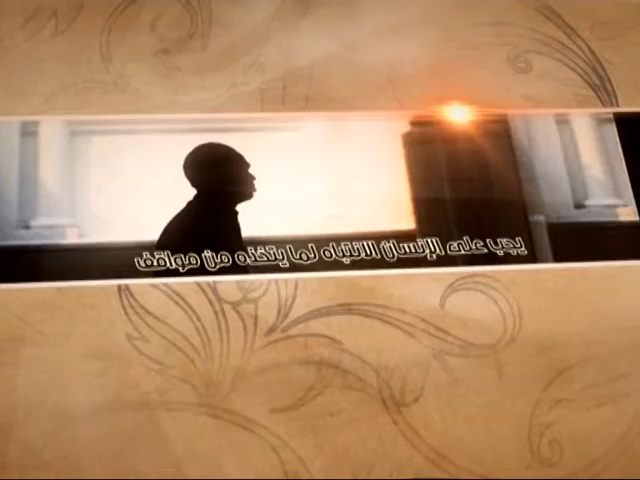 يجب على الإنسان الانتباه لما يتخذه من مواقف